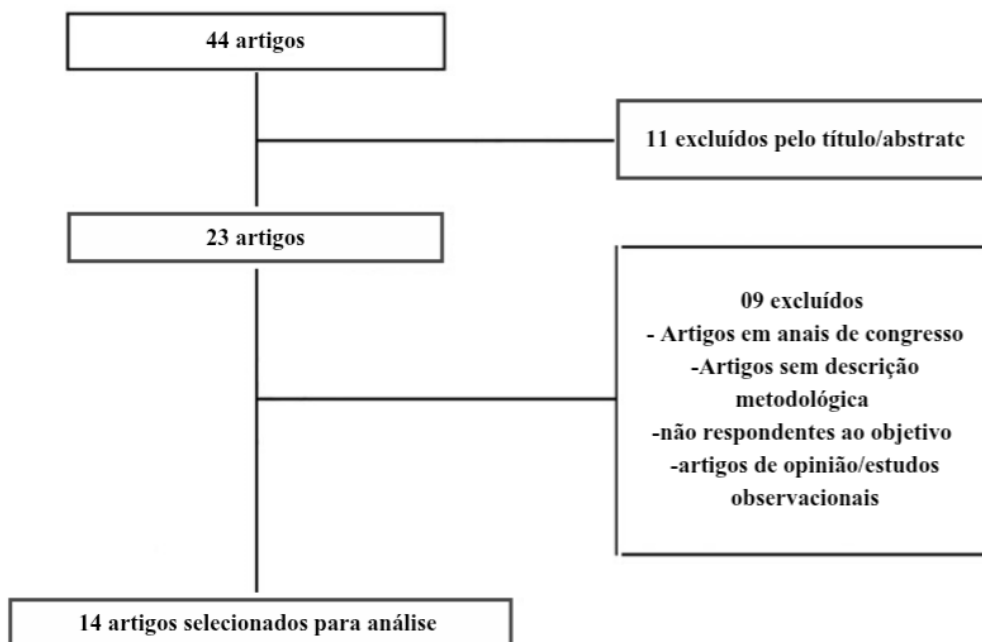 44 artigos
11 excluídos pelo título/abstratc
23 artigos
09 excluídos
- Artigos em anais de congresso
-Artigos sem descrição
metodológica
-não respondentes ao objetivo
-artigos de opinião/estudos
observacionais
14 artigos selecionados para análise